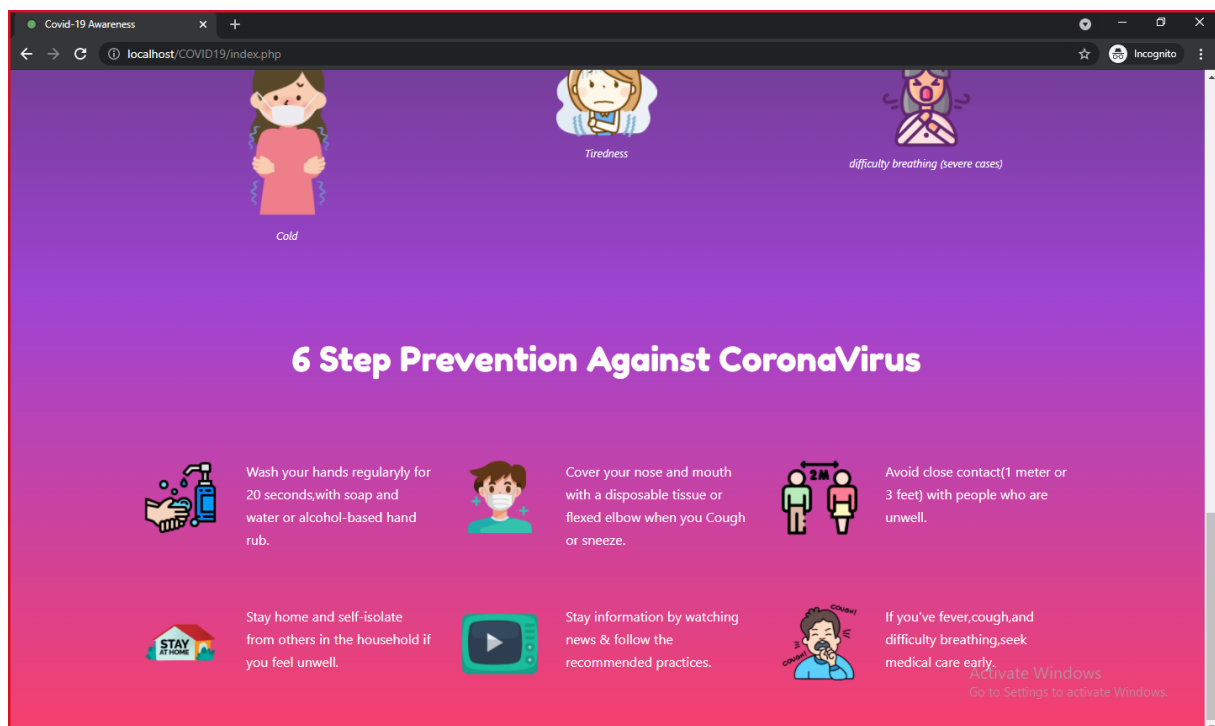 Covid-19 Awareness
localhost/COVID19/index.php
Incognito
Tiredness
difficulty breathing (severe cases)
Cold
6 Step Prevention Against CoronaVirus
Wash your hands regularyly for
20 seconds,with soap and
water or alcohol-based hand
rub.
Cover your nose and mouth
with a disposable tissue or
flexed elbow when you Cough
or sneeze.
2M
Avoid close contact(1 meter or
3 feet) with people who are
unwell.
STAY
AT HOME
Stay home and self-isolate
from others in the household if
you feel unwell.
Stay information by watching
news & follow the
recommended practices.
COUGH!
COUGH!
If you've fever,cough,and
difficulty breathing,seek
medical care early.
Activate Windows
Go to Settings to activate Windows.